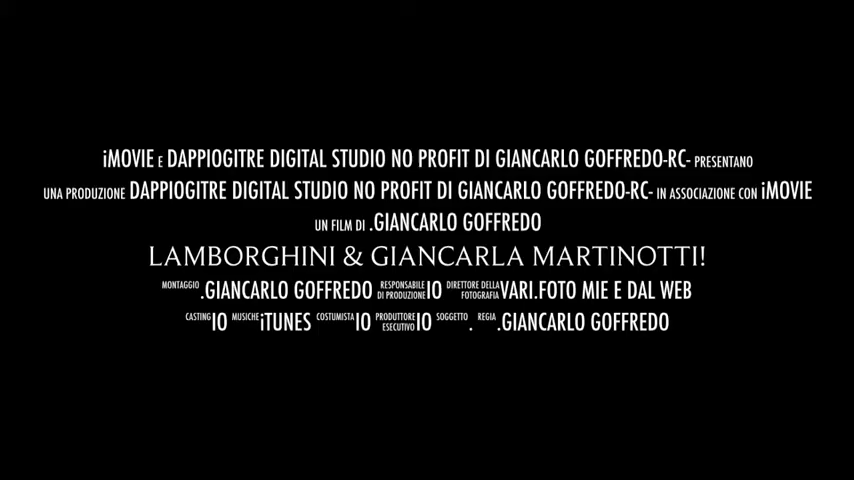 iMOVIE E DAPPIOGITRE DIGITAL STUDIO NO PROFIT DI GIANCARLO GOFFREDO-RC- PRESENTANO
UNA PRODUZIONE DAPPIOGITRE DIGITAL STUDIO NO PROFIT DI GIANCARLO GOFFREDO-RC- IN ASSOCIAZIONE CON iMOVIE
UN FILM DI .GIANCARLO GOFFREDO
LAMBORGHINI & GIANCARLA MARTINOTTI!
MONTAGGIO .GIANCARLO GOFFREDO RESPONSABILE DI PRODUZIONE IO DIRETTORE DELLA FOTOGRAFIA VARI.FOTO MIE E DAL WEB
CASTING IO MUSICHE iTUNES COSTUMISTA IO PRODUTTORE ESECUTIVO IO SOGGETTO . REGIA .GIANCARLO GOFFREDO